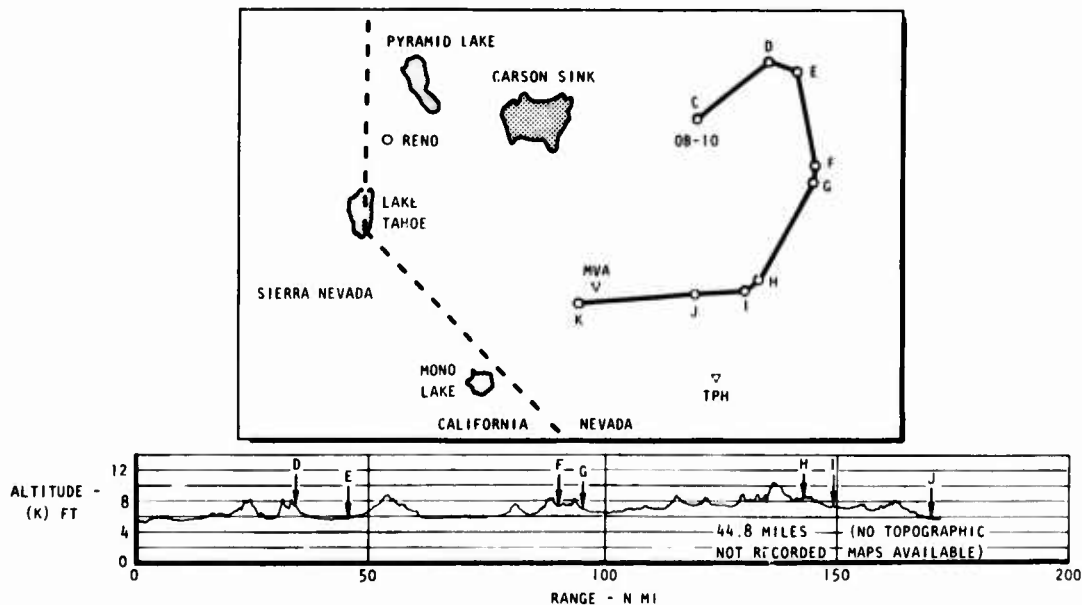 PYRAMID LAKE
CARSON SINK
D
E
C
OB-10
RENO
F
G
LAKE
TAHOE
MVA
H
SIERRA NEVADA
K
J
I
MONO
LAKE
TPH
CALIFORNIA
NEVADA
12
D
E
F
G
H
I
J
ALTITUDE -
(K) FT
8
4
0
44.8 MILES (NO TOPOGRAPHIC
NOT RECORDED MAPS AVAILABLE)
0
50
100
150
200
RANGE - N MI